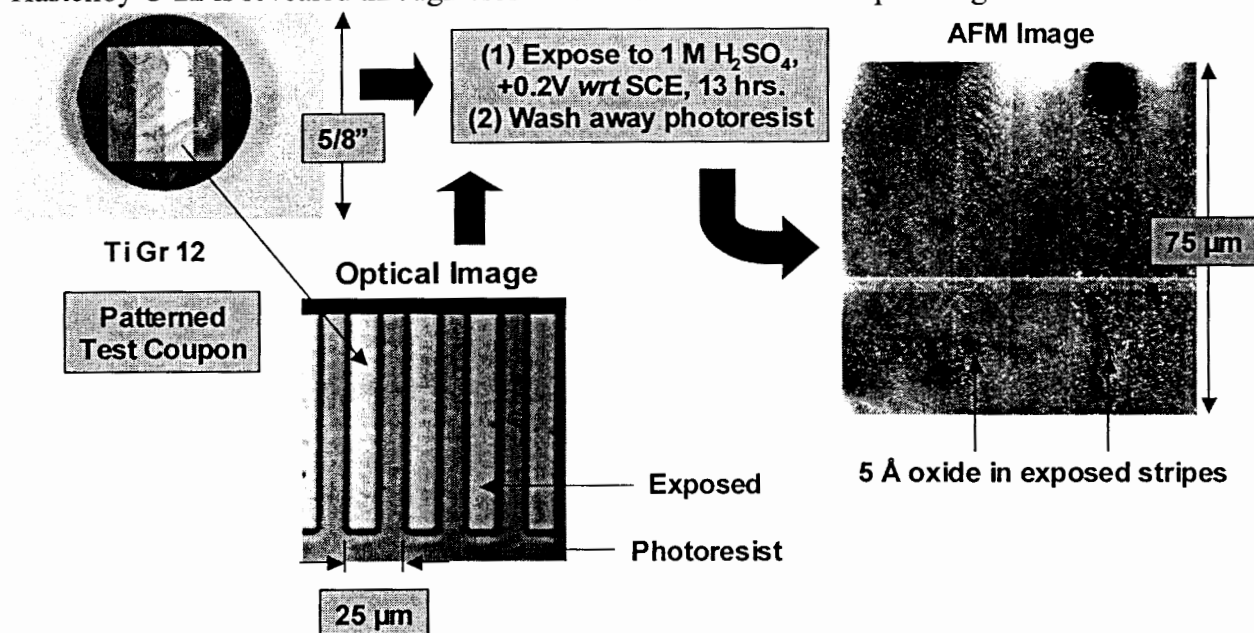 AFM Image
(1) Expose to 1 M H₂SO₄,
+0.2V wrt SCE, 13 hrs.
(2) Wash away photoresist
5/8"
Ti Gr 12
Patterned
Test Coupon
Optical Image
75 µm
5 Å oxide in exposed stripes
Exposed
Photoresist
25 µm